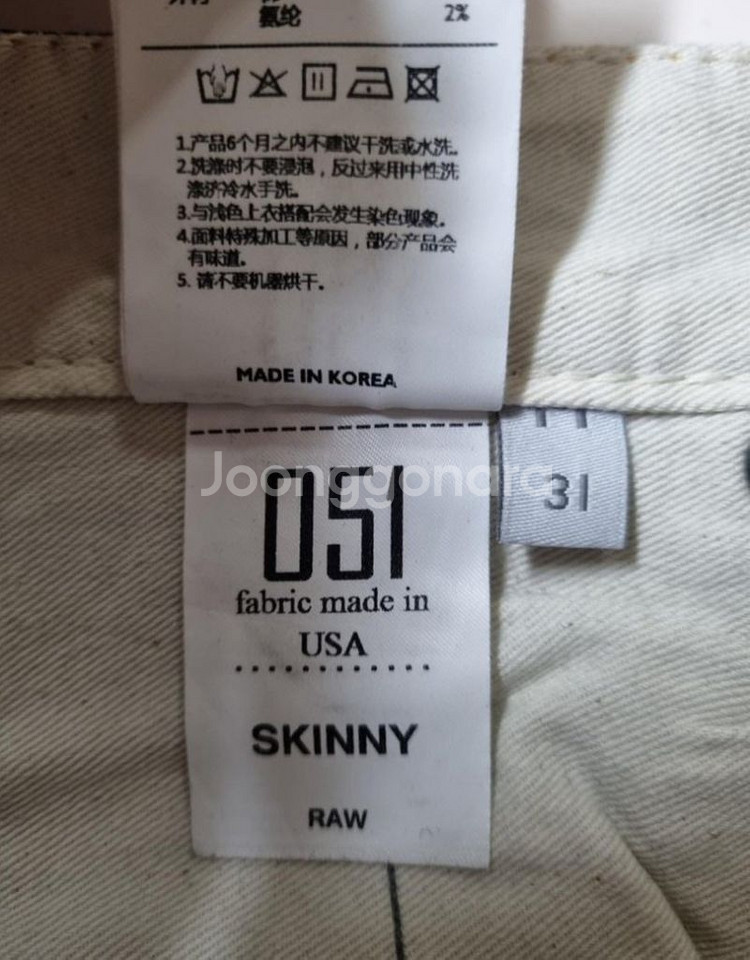 氨纶 2%
1.产品6个月之内不建议干洗或水洗。
2.洗涤时不要浸泡，反过来用中性洗
涤济冷水手洗。
3.与浅色上衣搭配会发生染色现象。
4.面料特殊加工等原因，部分产品会
有味道。
5. 请不要机器烘干。
MADE IN KOREA
Joonggonara
051
31
fabric made in
USA
SKINNY
RAW